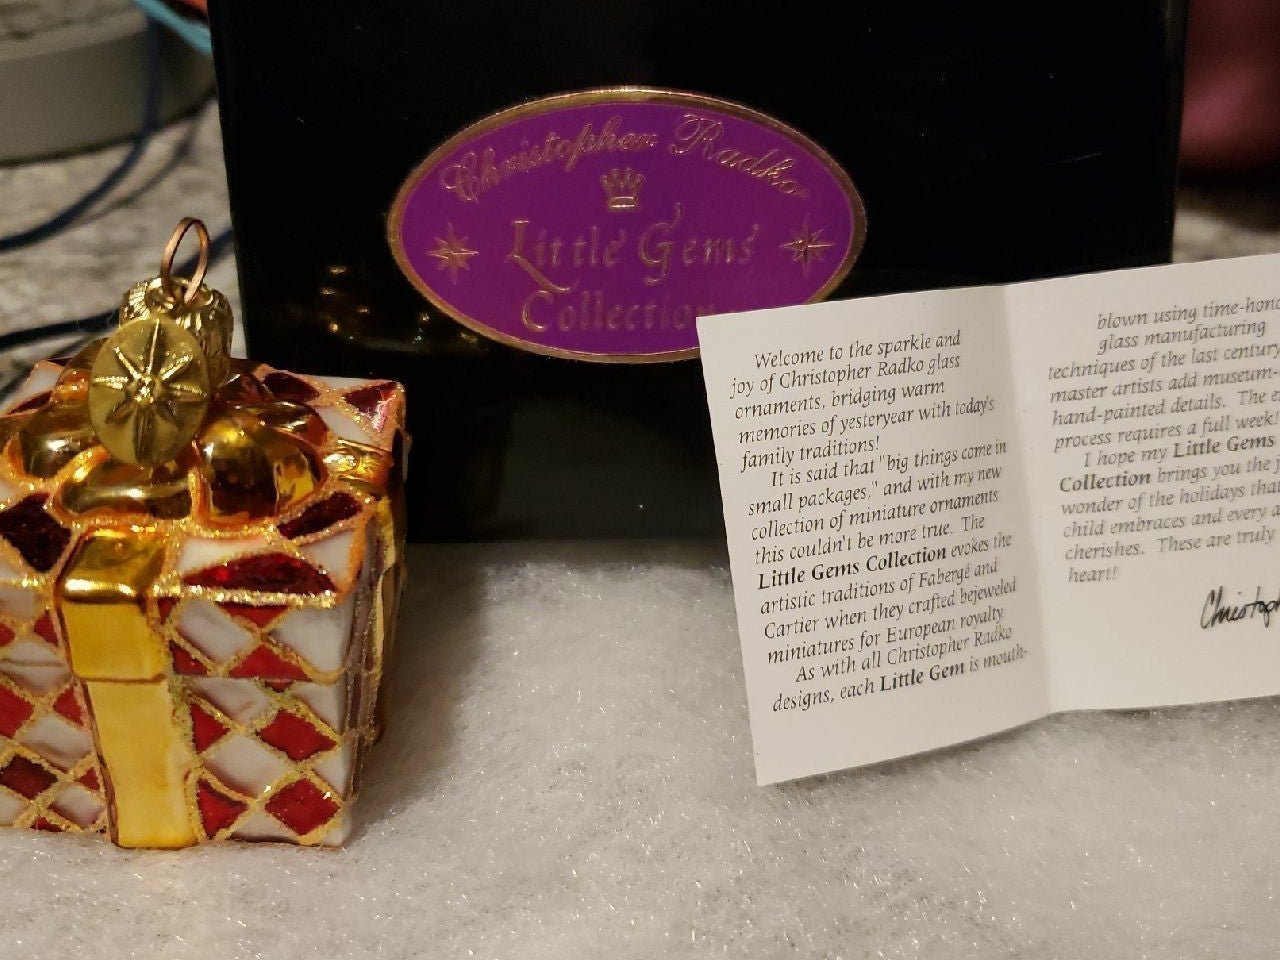 Christopher Radko
Little Gems
Collection
Welcome to the sparkle and
joy of Christopher Radko glass
ornaments, bridging warm
memories of yesteryear with today's
family traditions!
It is said that "big things come in
small packages," and with my new
collection of miniature ornaments
this couldn't be more true. The
Little Gems Collection evokes the
artistic traditions of Fabergé and
Cartier when they crafted bejeweled
miniatures for European royalty.
As with all Christopher Radko
designs, each Little Gem is mouth-
blown using time-hono
glass manufacturing
techniques of the last century
master artists add museum-
hand-painted details. The e
process requires a full week!
I hope my Little Gems
Collection brings you the j
wonder of the holidays tha
child embraces and every a
cherishes. These are truly
heart!
Christoph